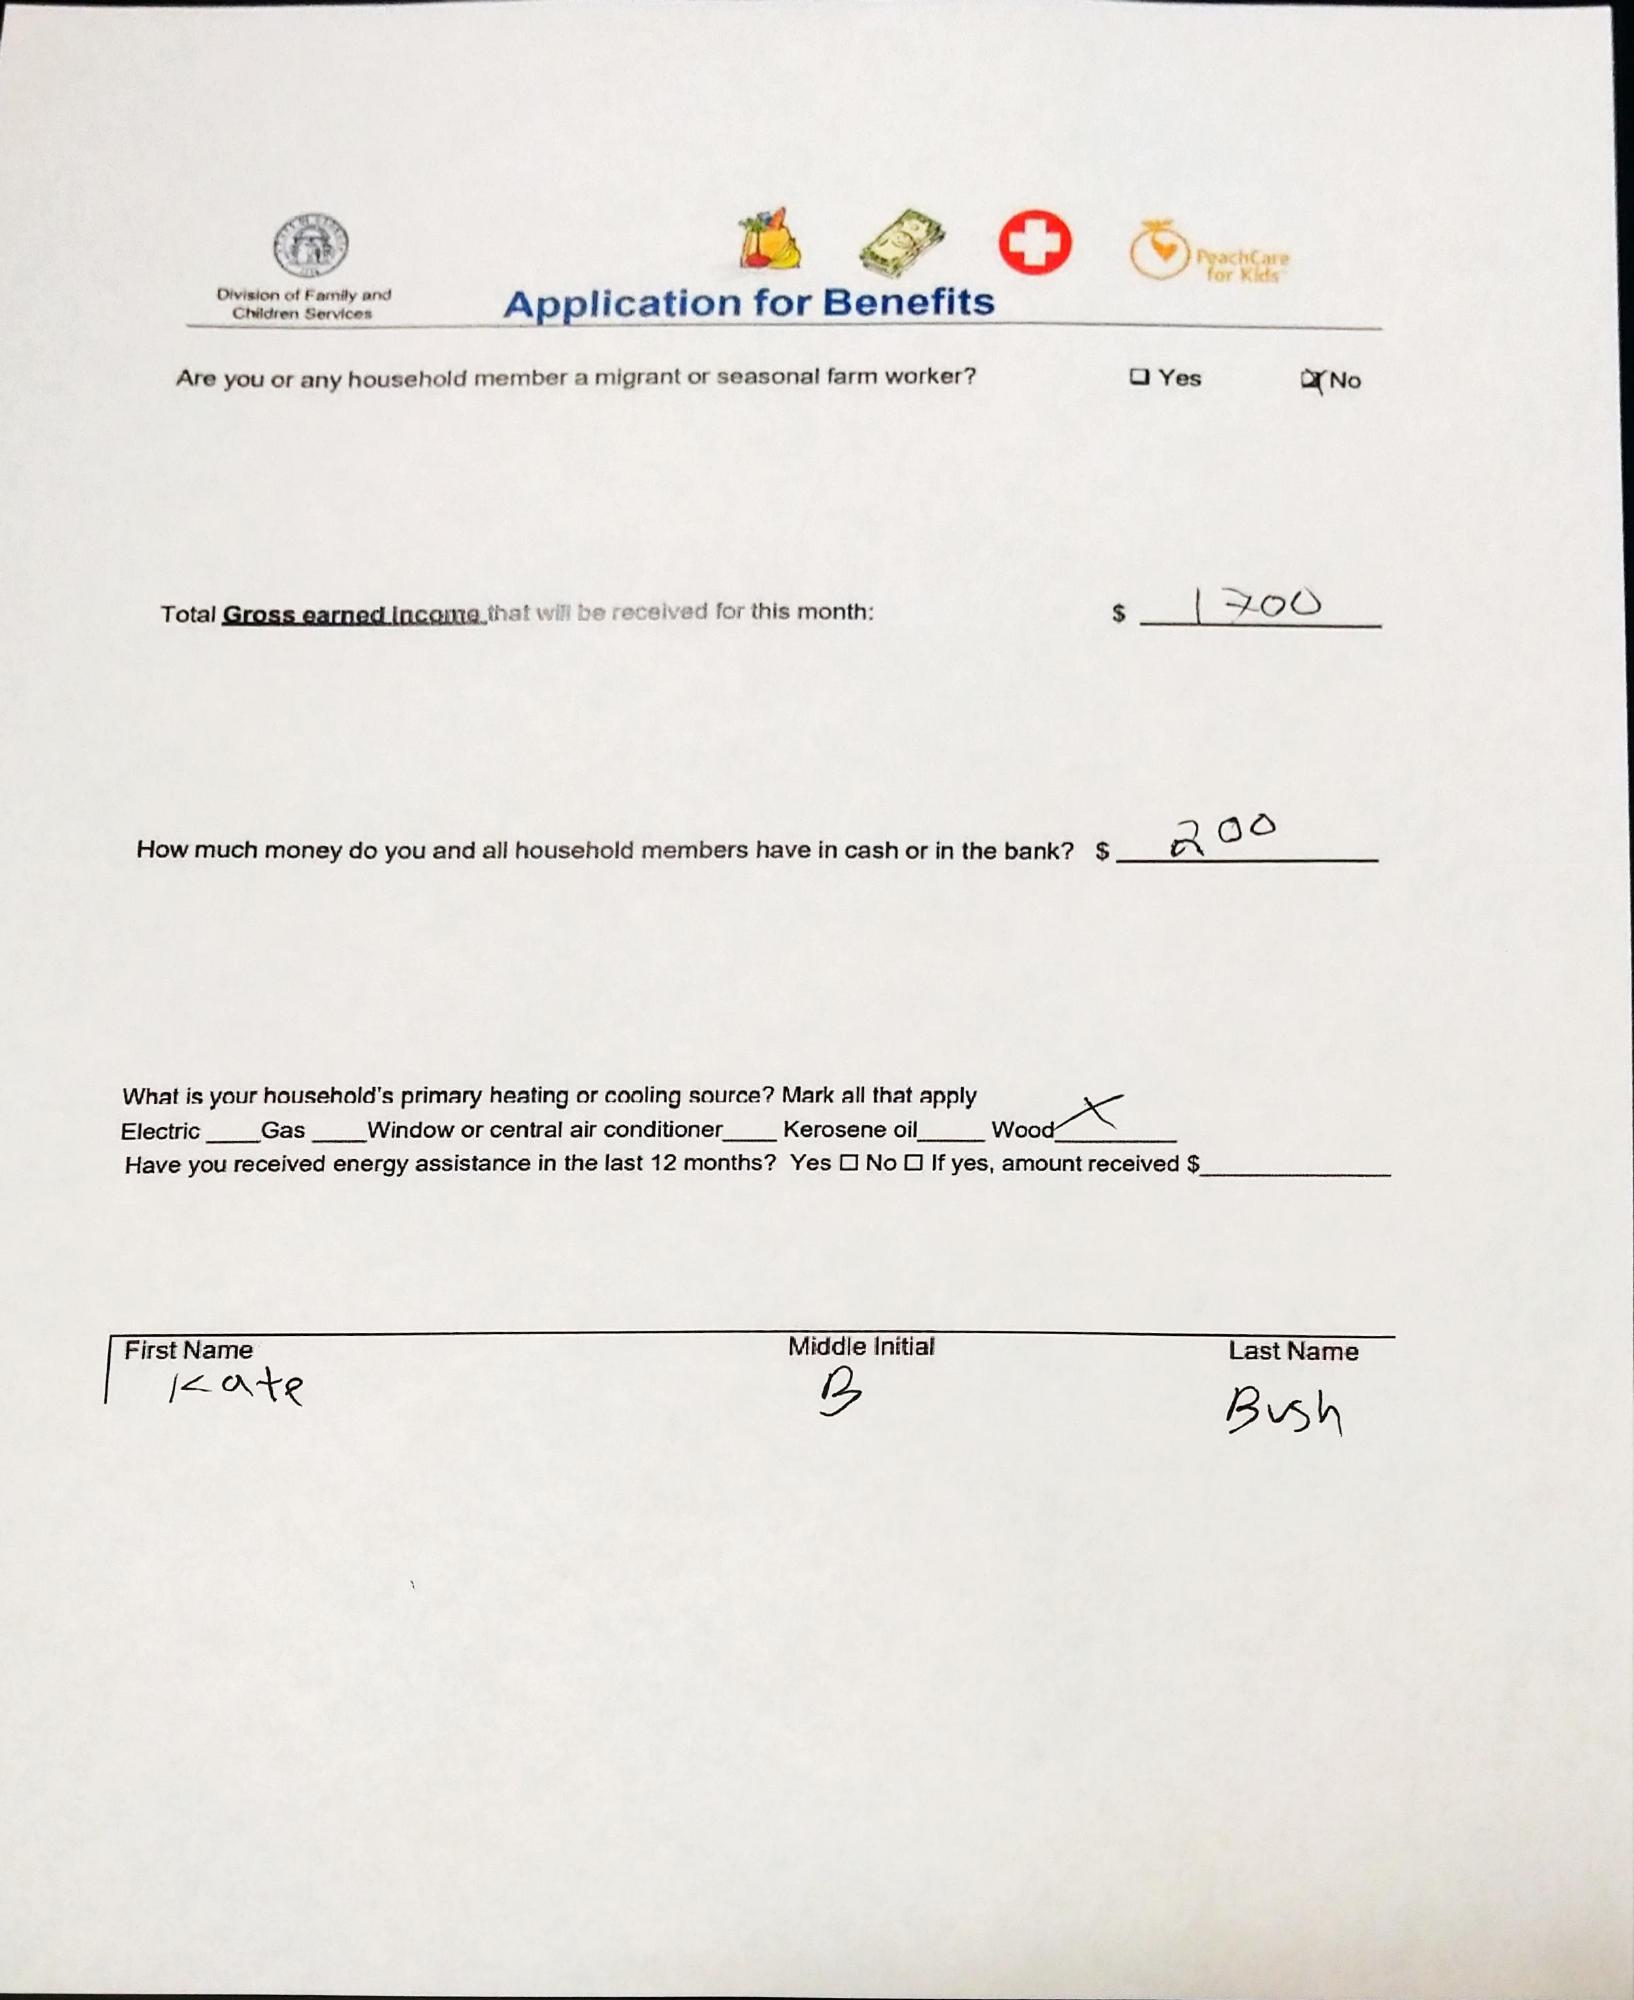 PeachCare
for Kids
Division of Family and
Children Services
Application for Benefits
Are you or any household member a migrant or seasonal farm worker? ☐ Yes ☒ No
Total Gross earned income that will be received for this month: $ 1700
How much money do you and all household members have in cash or in the bank? $ 200
What is your household's primary heating or cooling source? Mark all that apply
Electric ____Gas ____Window or central air conditioner____ Kerosene oil____ Wood X
Have you received energy assistance in the last 12 months? Yes ☐ No ☐ If yes, amount received $____
First Name Middle Initial Last Name
Kate B Bush